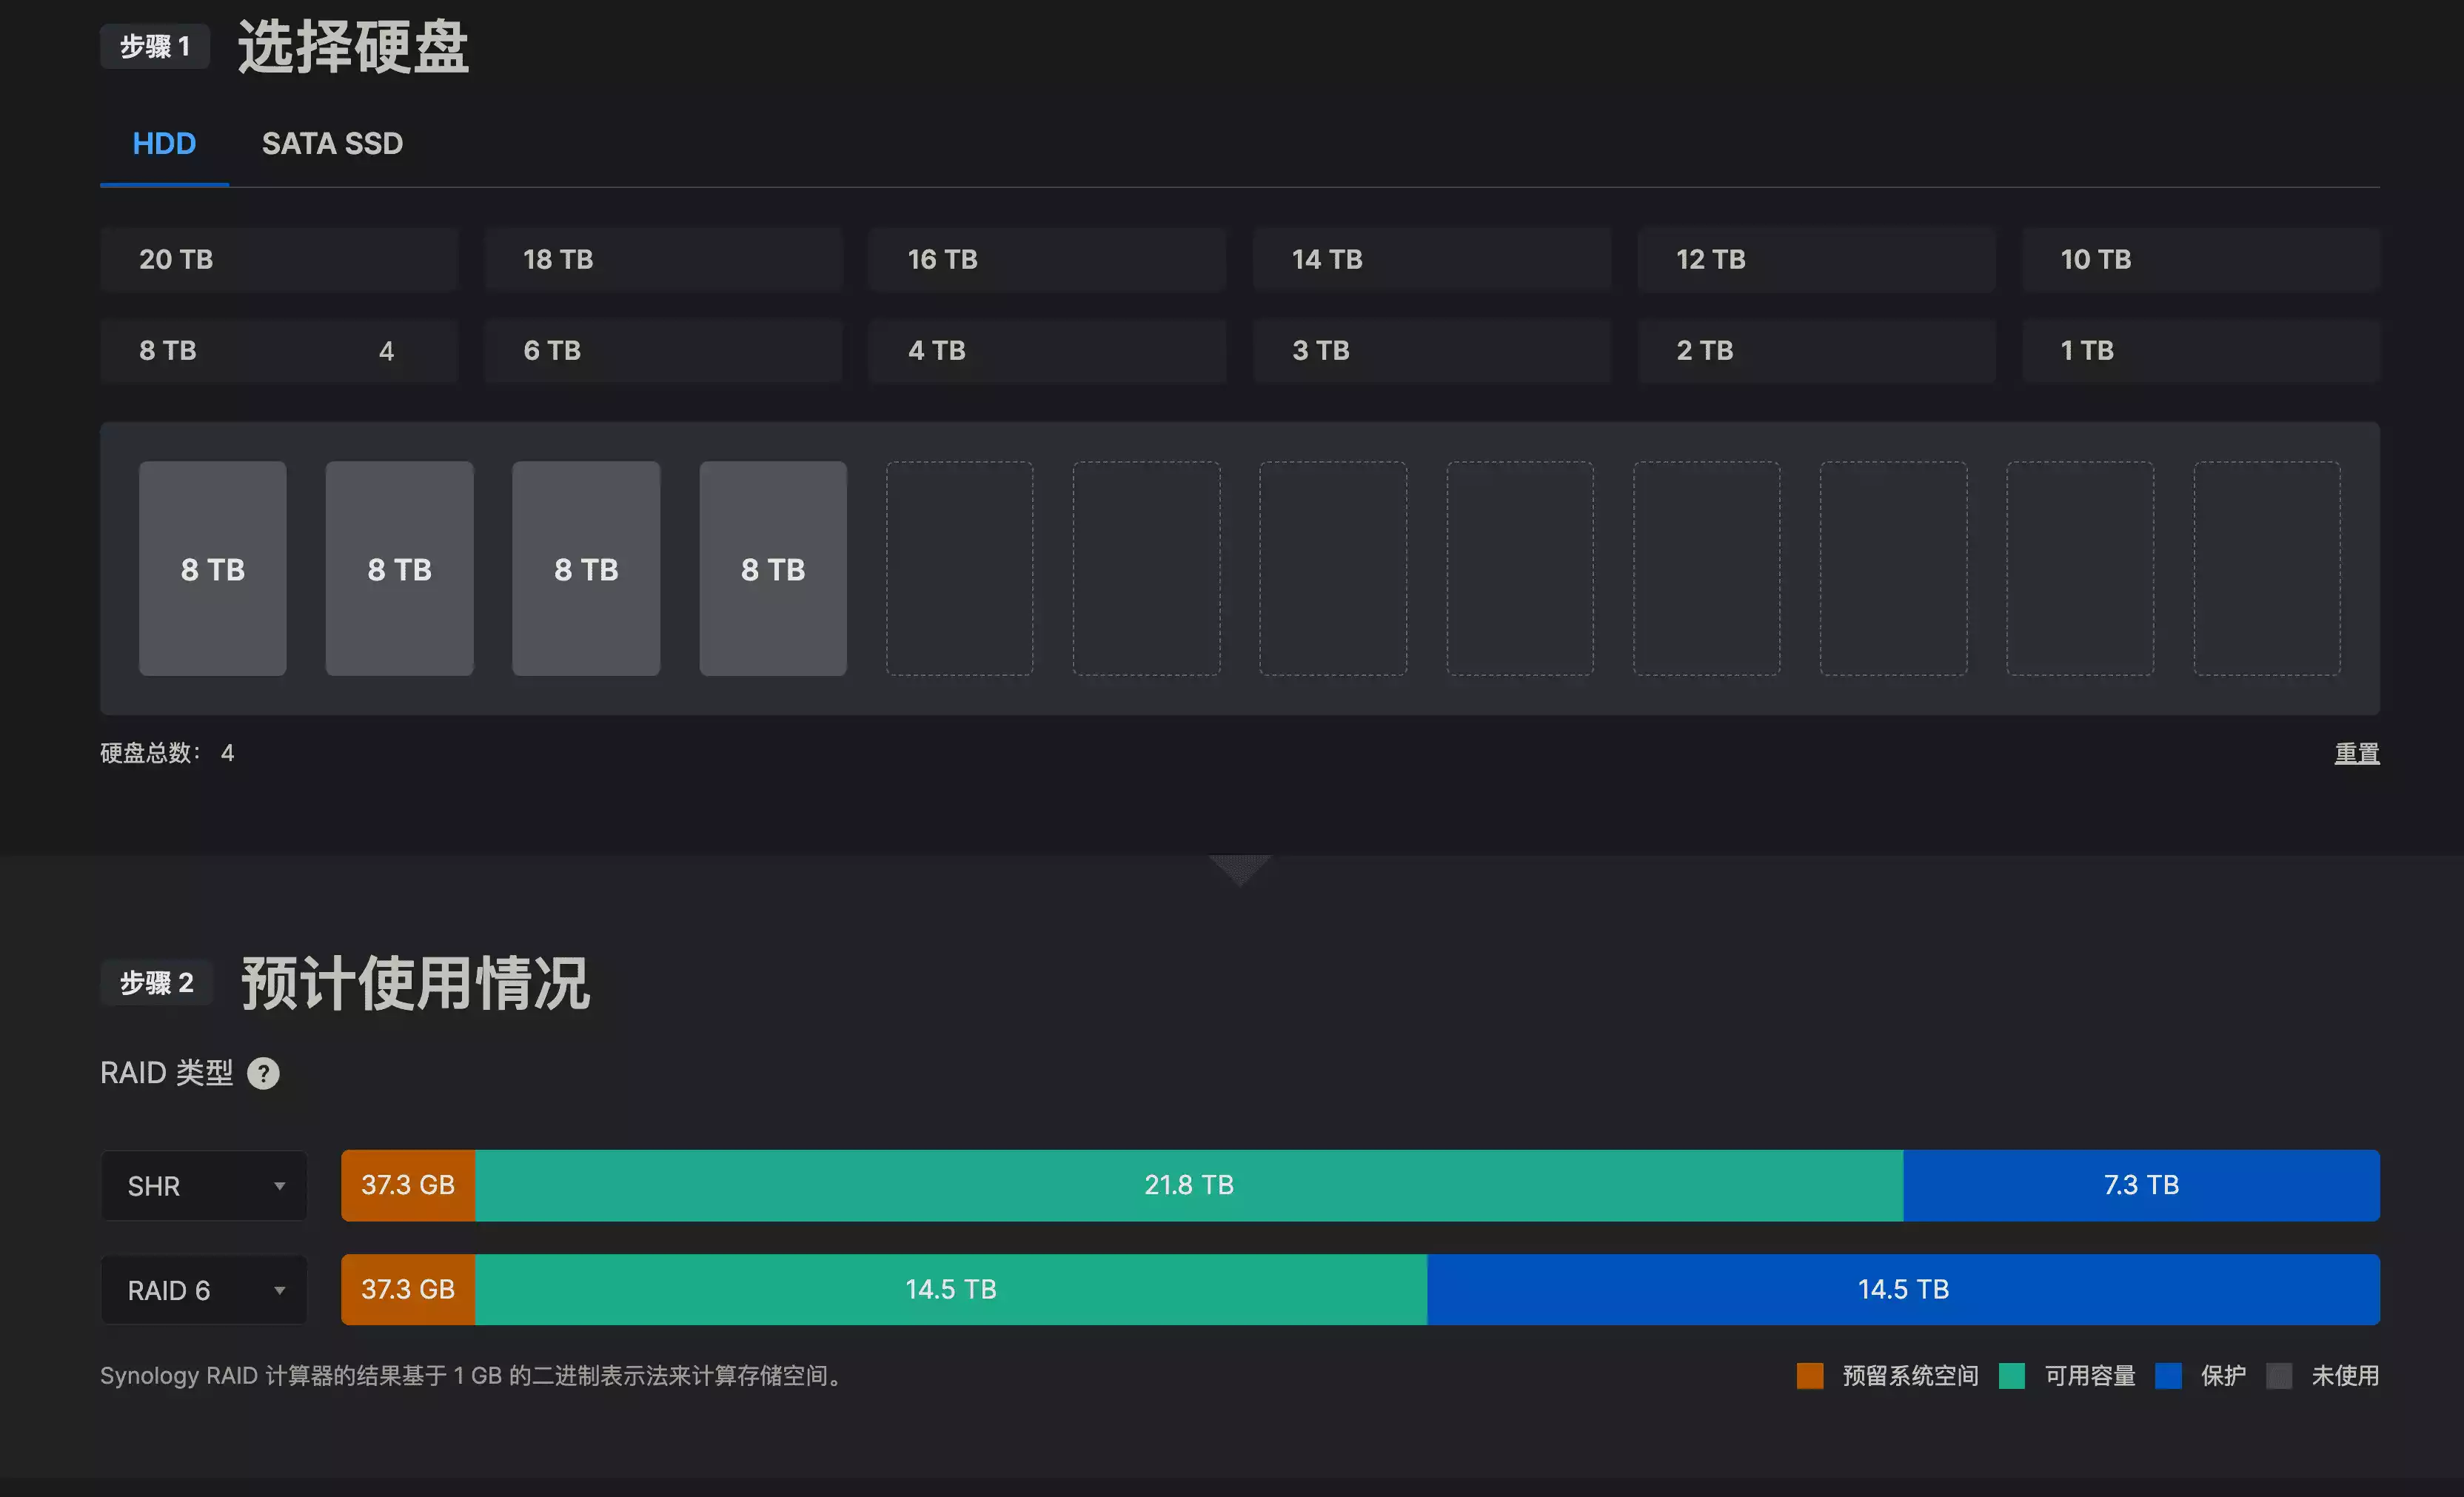 步骤 1 选择硬盘
HDD SATA SSD
20 TB 18 TB 16 TB 14 TB 12 TB 10 TB
8 TB 4 6 TB 4 TB 3 TB 2 TB 1 TB
8 TB 8 TB 8 TB 8 TB
硬盘总数： 4 重置
步骤 2 预计使用情况
RAID 类型 ?
SHR 37.3 GB 21.8 TB 7.3 TB
RAID 6 37.3 GB 14.5 TB 14.5 TB
Synology RAID 计算器的结果基于 1 GB 的二进制表示法来计算存储空间。 预留系统空间 可用容量 保护 未使用